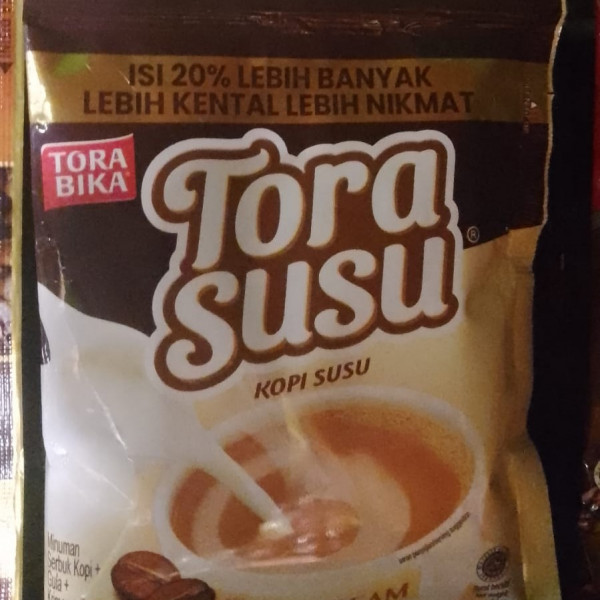 ISI 20% LEBIH BANYAK
LEBIH KENTAL LEBIH NIKMAT
TORA
BIKA
Tora
susu
®
KOPI SUSU
Minuman
Serbuk Kopi +
Gula +